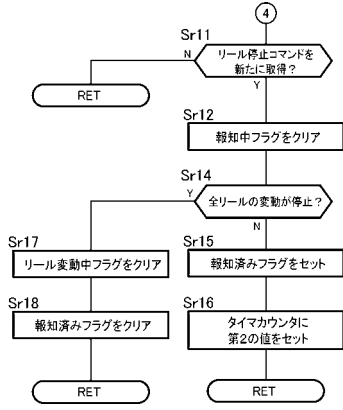 4
Sr11
リール停止コマンドを
新たに取得?
N
Y
RET
Sr12
報知中フラグをクリア
Sr14
全リールの変動が停止?
Y
N
Sr17
リール変動中フラグをクリア
Sr15
報知済みフラグをセット
Sr18
報知済みフラグをクリア
Sr16
タイマカウンタに
第2の値をセット
RET
RET